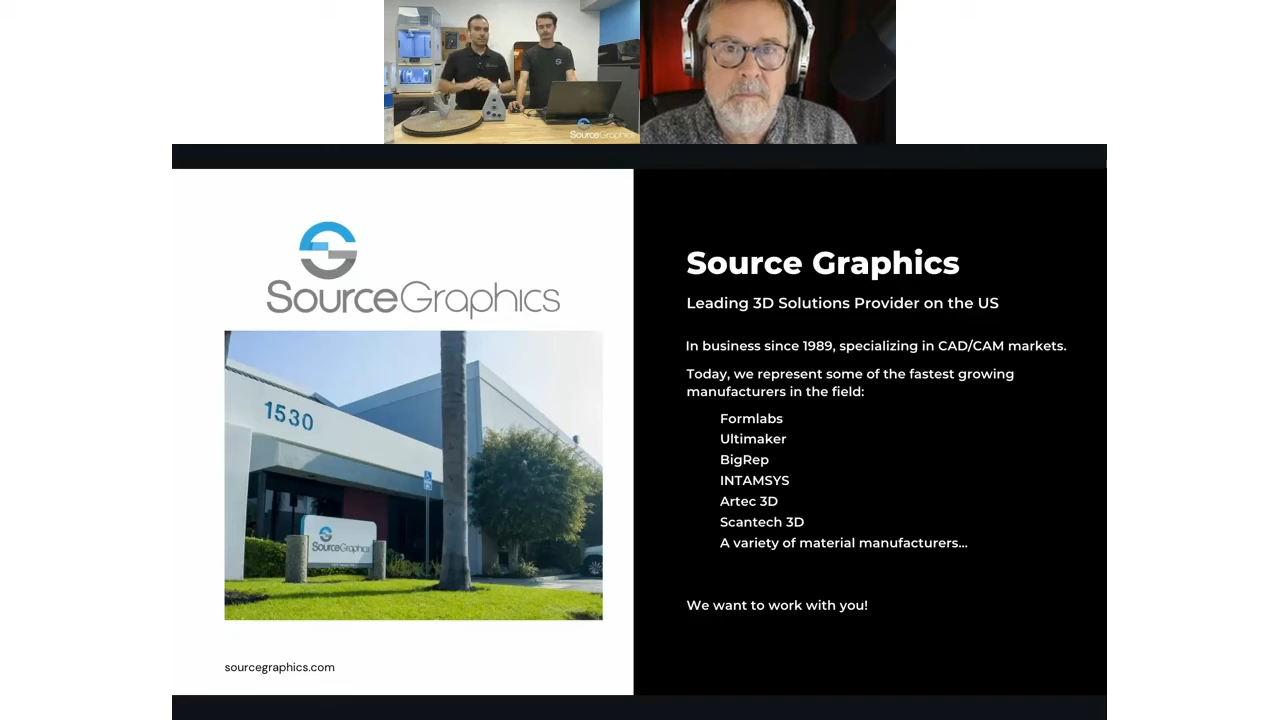 SourceGraphics
SourceGraphics
1530
SourceGraphics
sourcegraphics.com
Source Graphics
Leading 3D Solutions Provider on the US
In business since 1989, specializing in CAD/CAM markets.
Today, we represent some of the fastest growing
manufacturers in the field:
Formlabs
Ultimaker
BigRep
INTAMSYS
Artec 3D
Scantech 3D
A variety of material manufacturers...
We want to work with you!